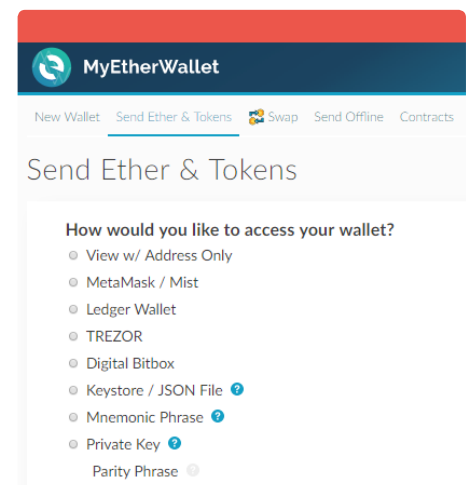 MyEtherWallet
New Wallet Send Ether & Tokens Swap Send Offline Contracts
Send Ether & Tokens
How would you like to access your wallet?
View w/ Address Only
MetaMask / Mist
Ledger Wallet
TREZOR
Digital Bitbox
Keystore / JSON File ?
Mnemonic Phrase ?
Private Key ?
Parity Phrase ?